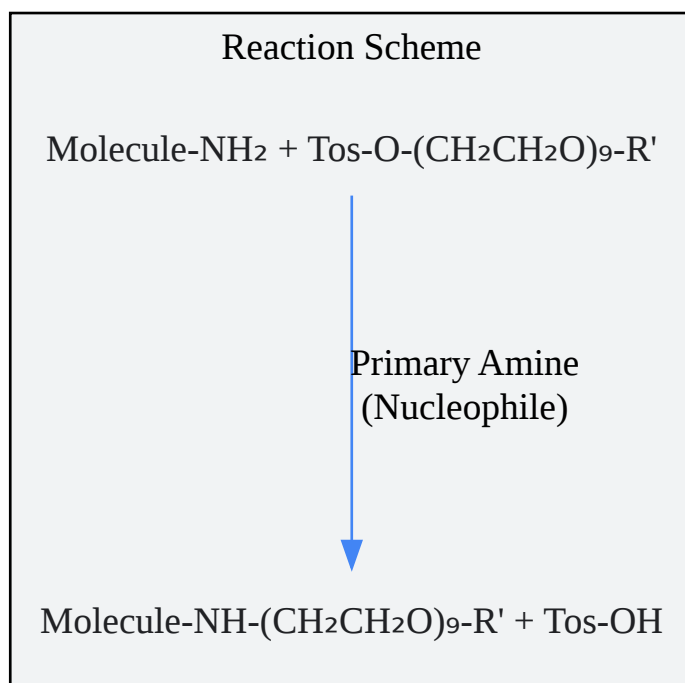 Reaction Scheme
Molecule-NH₂ + Tos-O-(CH₂CH₂O)₉-R'
Primary Amine
(Nucleophile)
Molecule-NH-(CH₂CH₂O)₉-R' + Tos-OH